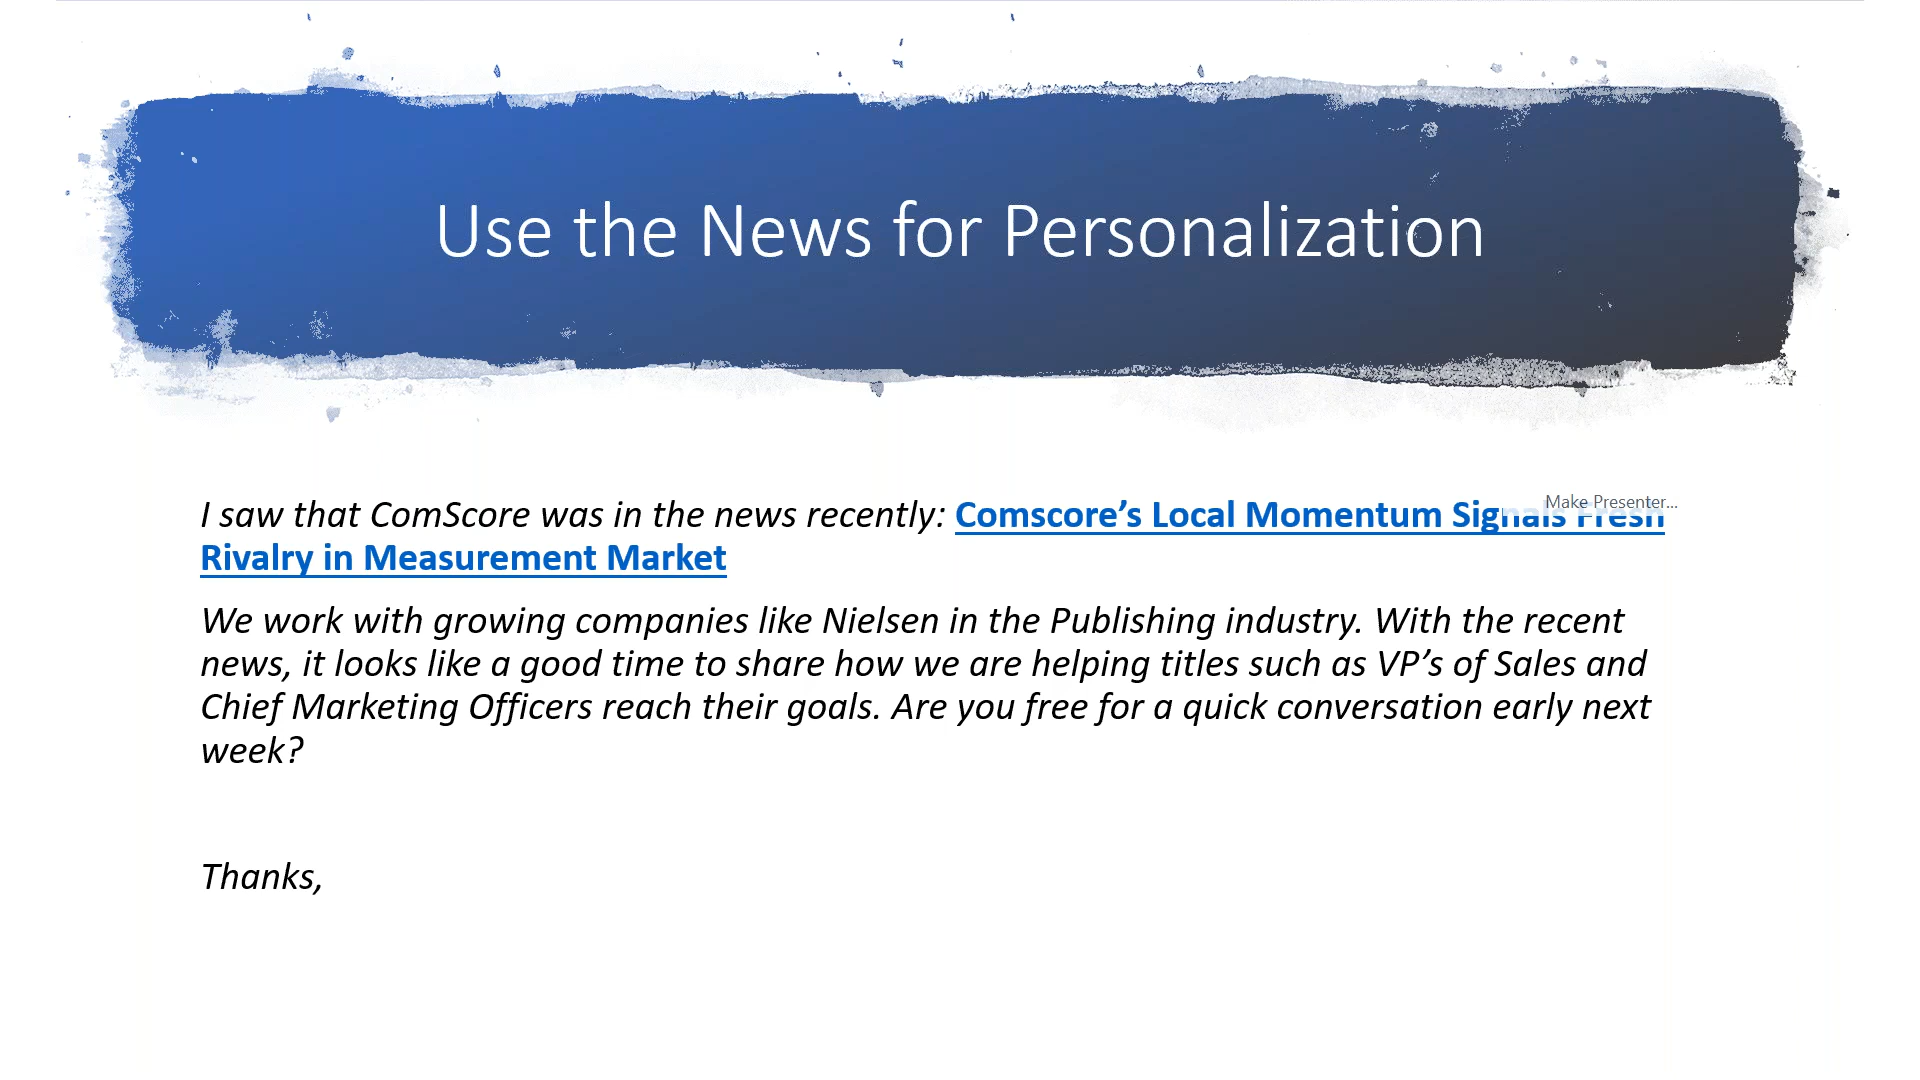 Use the News for Personalization
I saw that ComScore was in the news recently: Comscore’s Local Momentum Signals Fresh
Make Presenter...
Rivalry in Measurement Market
We work with growing companies like Nielsen in the Publishing industry. With the recent
news, it looks like a good time to share how we are helping titles such as VP’s of Sales and
Chief Marketing Officers reach their goals. Are you free for a quick conversation early next
week?
Thanks,